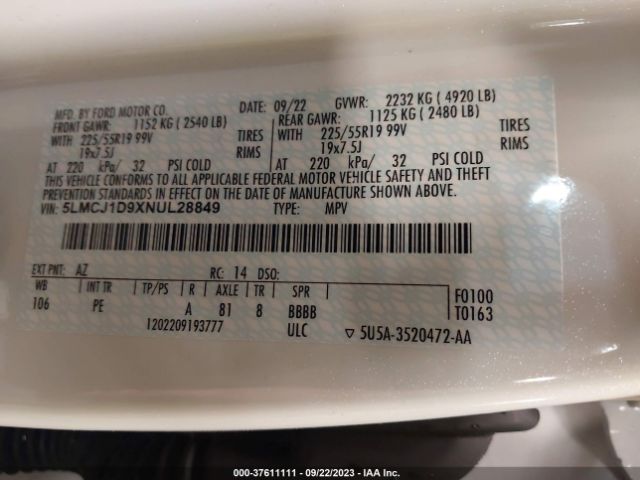 MFD. BY FORD MOTOR CO. DATE: 09/22 GVWR: 2232 KG ( 4920 LB)
FRONT GAWR: 1152 KG ( 2540 LB) REAR GAWR: 1125 KG ( 2480 LB)
WITH 225/55R19 99V TIRES WITH 225/55R19 99V TIRES
19x7.5J RIMS 19x7.5J RIMS
AT 220 kPa/ 32 PSI COLD AT 220 kPa/ 32 PSI COLD
THIS VEHICLE CONFORMS TO ALL APPLICABLE FEDERAL MOTOR VEHICLE SAFETY AND THEFT
PREVENTION STANDARDS IN EFFECT ON THE DATE OF MANUFACTURE SHOWN ABOVE.
VIN: 5LMCJ1D9XNUL28849 TYPE: MPV
EXT PNT: AZ RC: 14 DSO:
WB INT TR TP/PS R AXLE TR SPR F0100
106 PE A 81 8 BBBB T0163
1202209193777 ULC ▽ 5U5A-3520472-AA
000-37611111 - 09/22/2023 - IAA Inc.